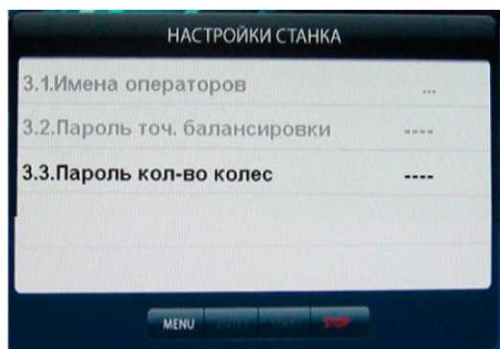 НАСТРОЙКИ СТАНКА
3.1.Имена операторов ...
3.2.Пароль точ. балансировки ----
3.3.Пароль кол-во колес ----
MENU STOP